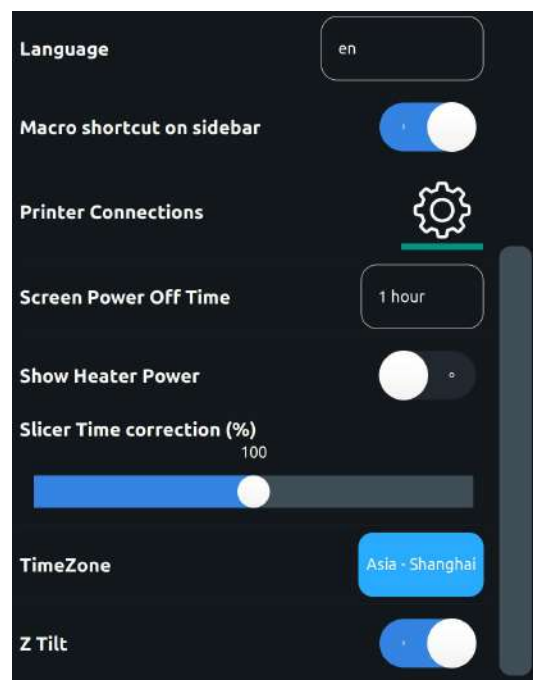 Language
en
Macro shortcut on sidebar
Printer Connections
Screen Power Off Time
1 hour
Show Heater Power
Slicer Time correction (%)
100
TimeZone
Asia - Shanghai
Z Tilt